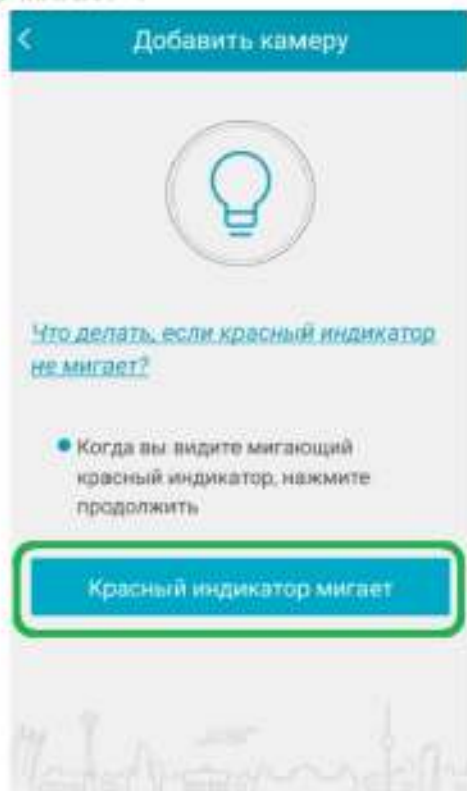 Добавить камеру
Что делать, если красный индикатор
не мигает?
Когда вы видите мигающий
красный индикатор, нажмите
продолжить
Красный индикатор мигает